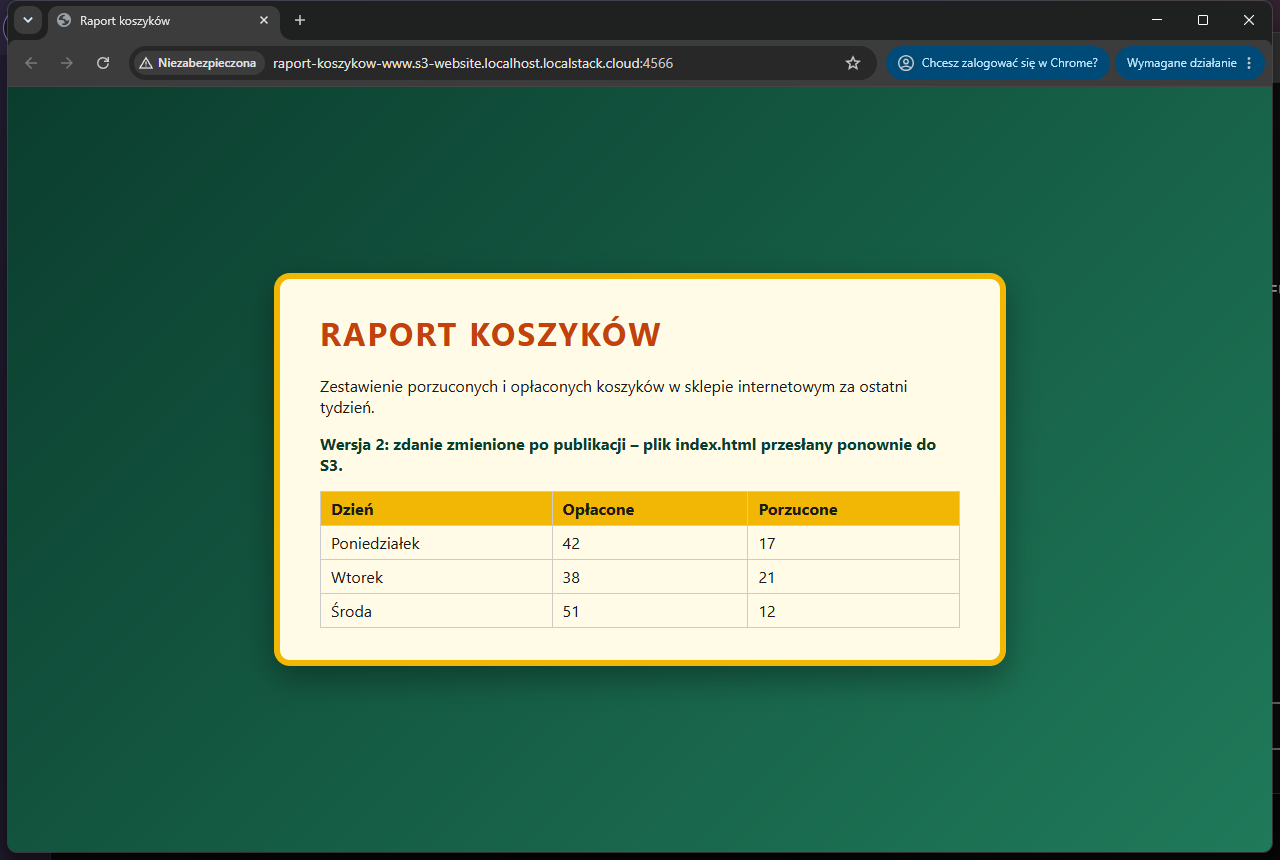 Raport koszyków
Niezabezpieczona raport-koszykow-www.s3-website.localhost.localstack.cloud:4566 Chcesz zalogować się w Chrome? Wymagane działanie
RAPORT KOSZYKÓW
Zestawienie porzuconych i opłaconych koszyków w sklepie internetowym za ostatni
tydzień.
Wersja 2: zdanie zmienione po publikacji – plik index.html przesłany ponownie do
S3.
Dzień Opłacone Porzucone
Poniedziałek 42 17
Wtorek 38 21
Środa 51 12